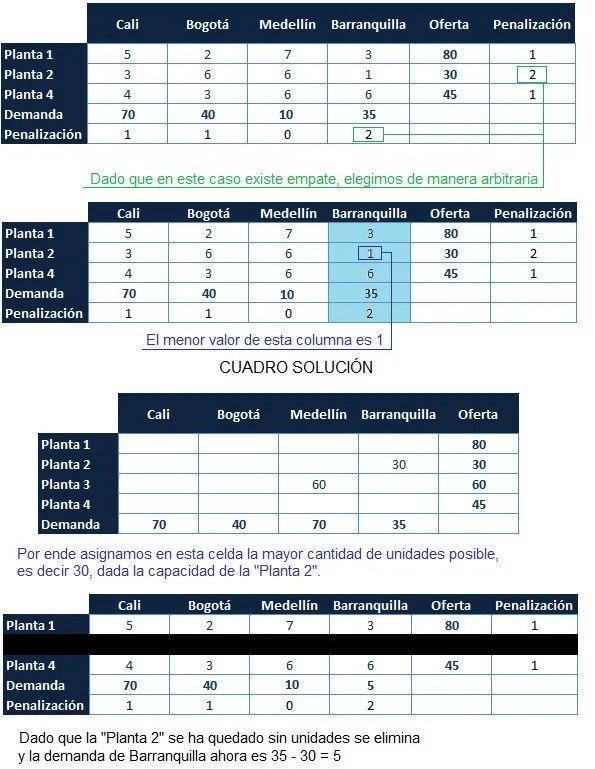 Cali Bogotá Medellín Barranquilla Oferta Penalización
Planta 1 5 2 7 3 80 1
Planta 2 3 6 6 1 30 2
Planta 4 4 3 6 6 45 1
Demanda 70 40 10 35
Penalización 1 1 0 2
Dado que en este caso existe empate, elegimos de manera arbitraria
Cali Bogotá Medellín Barranquilla Oferta Penalización
Planta 1 5 2 7 3 80 1
Planta 2 3 6 6 1 30 2
Planta 4 4 3 6 6 45 1
Demanda 70 40 10 35
Penalización 1 1 0 2
El menor valor de esta columna es 1
CUADRO SOLUCIÓN
Cali Bogotá Medellín Barranquilla Oferta
Planta 1 80
Planta 2 30 30
Planta 3 60 60
Planta 4 45
Demanda 70 40 70 35
Por ende asignamos en esta celda la mayor cantidad de unidades posible,
es decir 30, dada la capacidad de la "Planta 2".
Cali Bogotá Medellín Barranquilla Oferta Penalización
Planta 1 5 2 7 3 80 1
Planta 4 4 3 6 6 45 1
Demanda 70 40 10 5
Penalización 1 1 0 2
Dado que la "Planta 2" se ha quedado sin unidades se elimina
y la demanda de Barranquilla ahora es 35 - 30 = 5